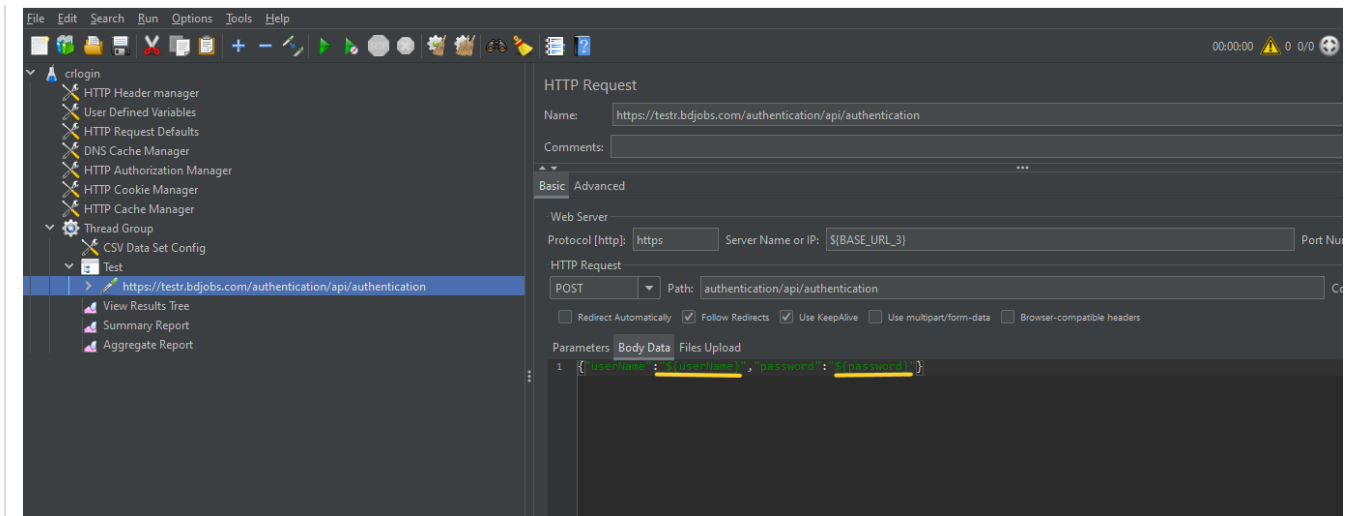 File Edit Search Run Options Tools Help
00:00:00 0 0/0
crlogin
HTTP Header manager
User Defined Variables
HTTP Request Defaults
DNS Cache Manager
HTTP Authorization Manager
HTTP Cookie Manager
HTTP Cache Manager
Thread Group
CSV Data Set Config
Test
https://testr.bdjobs.com/authentication/api/authentication
View Results Tree
Summary Report
Aggregate Report
HTTP Request
Name: https://testr.bdjobs.com/authentication/api/authentication
Comments:
Basic Advanced
Web Server
Protocol [http]: https Server Name or IP: ${BASE_URL_3} Port Nu
HTTP Request
POST Path: authentication/api/authentication Co
Redirect Automatically Follow Redirects Use KeepAlive Use multipart/form-data Browser-compatible headers
Parameters Body Data Files Upload
1 {"userName":"${userName}","password":"${password}"}